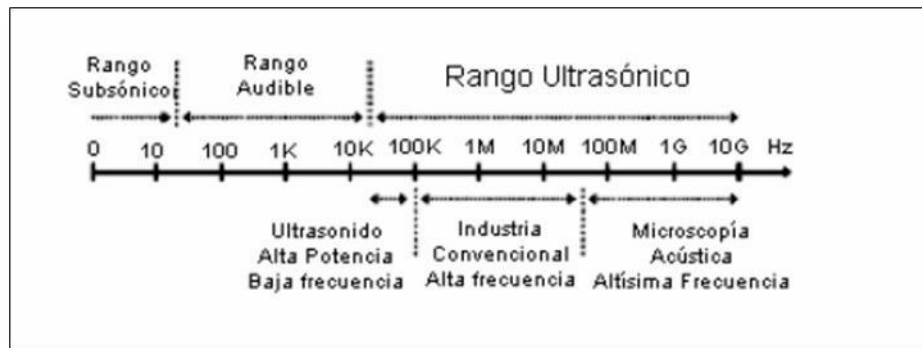 Rango
Subsónico
Rango
Audible
Rango Ultrasónico
0 10 100 1K 10K 100K 1M 10M 100M 1G 10G Hz
Ultrasonido
Alta Potencia
Baja frecuencia
Industria
Convencional
Alta frecuencia
Microscopía
Acústica
Altísima Frecuencia